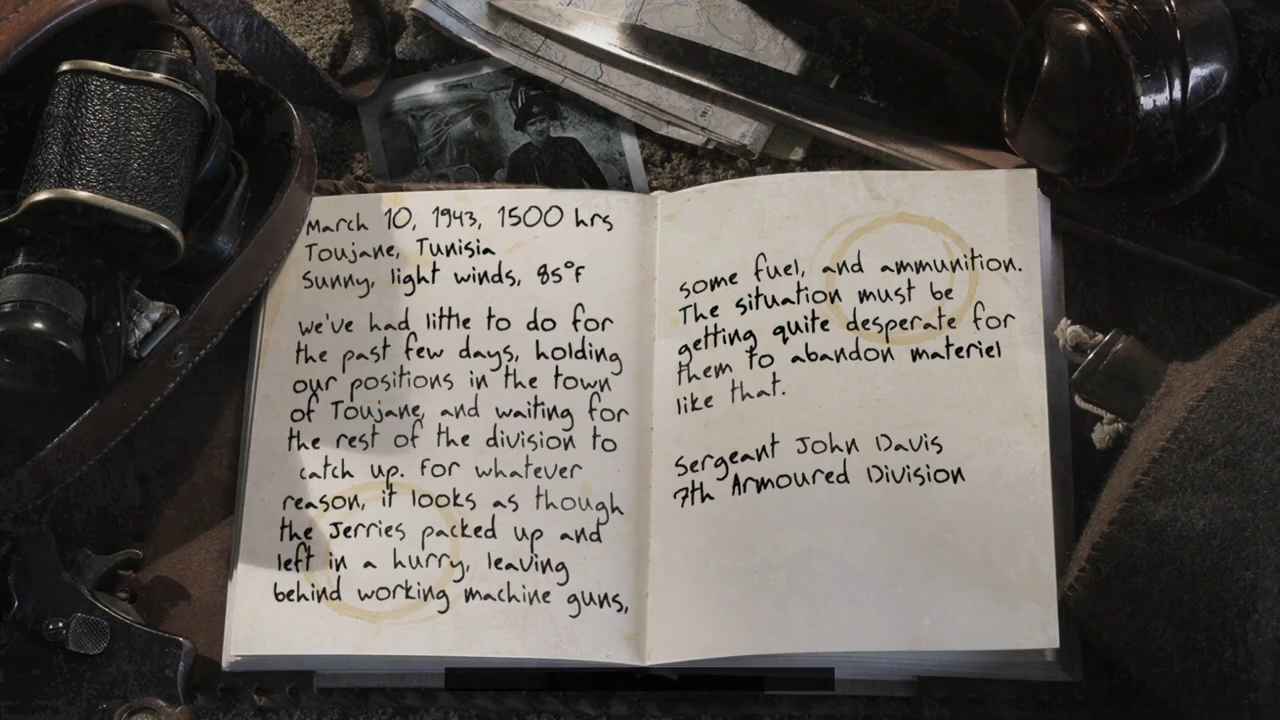 March 10, 1943, 1500 hrs
Toujane, Tunisia
Sunny, light winds, 85°F
we've had little to do for
the past few days, holding
our positions in the town
of Toujane, and waiting for
the rest of the division to
catch up. For whatever
reason, it looks as though
the Jerries packed up and
left in a hurry, leaving
behind working machine guns,
some fuel, and ammunition.
The situation must be
getting quite desperate for
them to abandon materiel
like that.
Sergeant John Davis
7th Armoured Division